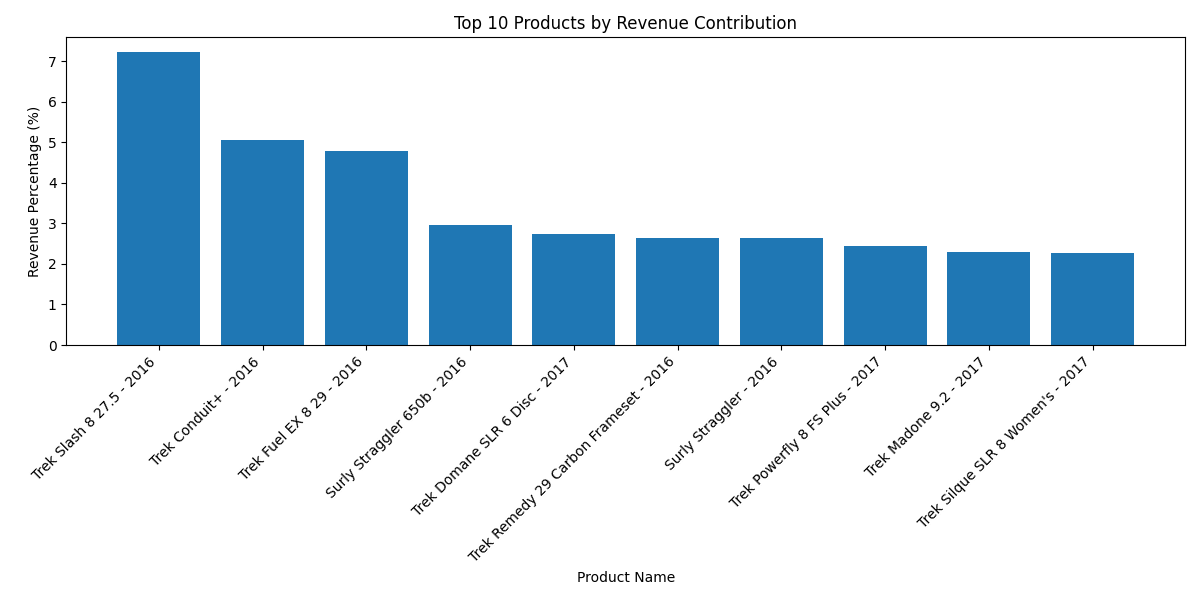 Top 10 Products by Revenue Contribution
Revenue Percentage (%)
7
6
5
4
3
2
1
0
Trek Slash 8 27.5 - 2016
Trek Conduit+ - 2016
Trek Fuel EX 8 29 - 2016
Surly Straggler 650b - 2016
Trek Domane SLR 6 Disc - 2017
Trek Remedy 29 Carbon Frameset - 2016
Surly Straggler - 2016
Trek Powerfly 8 FS Plus - 2017
Trek Madone 9.2 - 2017
Trek Silque SLR 8 Women's - 2017
Product Name